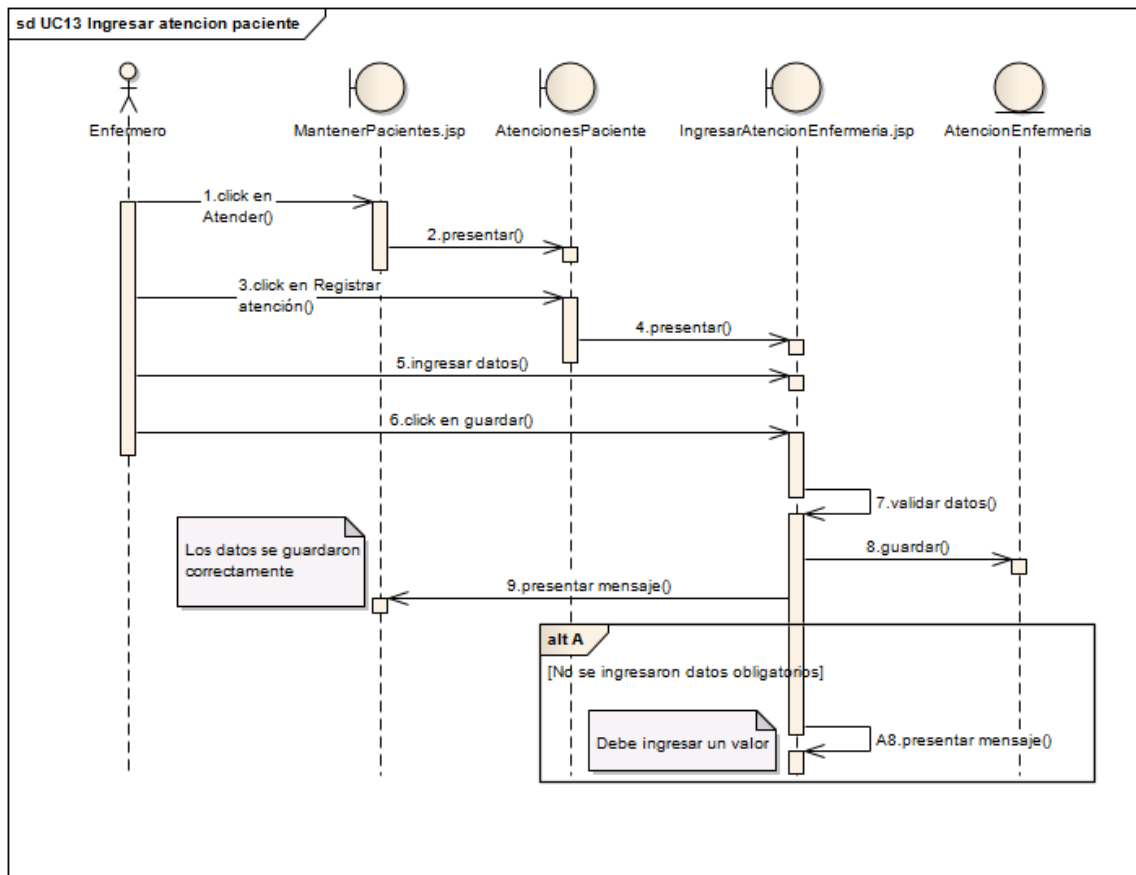 sd UC13 Ingresar atencion paciente
Enfermero
MantenerPacientes.jsp
AtencionesPaciente
IngresarAtencionEnfermeria.jsp
AtencionEnfermeria
1.click en
Atender()
2.presentar()
3.click en Registrar
atención()
4.presentar()
5.ingresar datos()
6.click en guardar()
7.validar datos()
Los datos se guardaron
correctamente
8.guardar()
9.presentar mensaje()
alt A
[No se ingresaron datos obligatorios]
Debe ingresar un valor
A8.presentar mensaje()